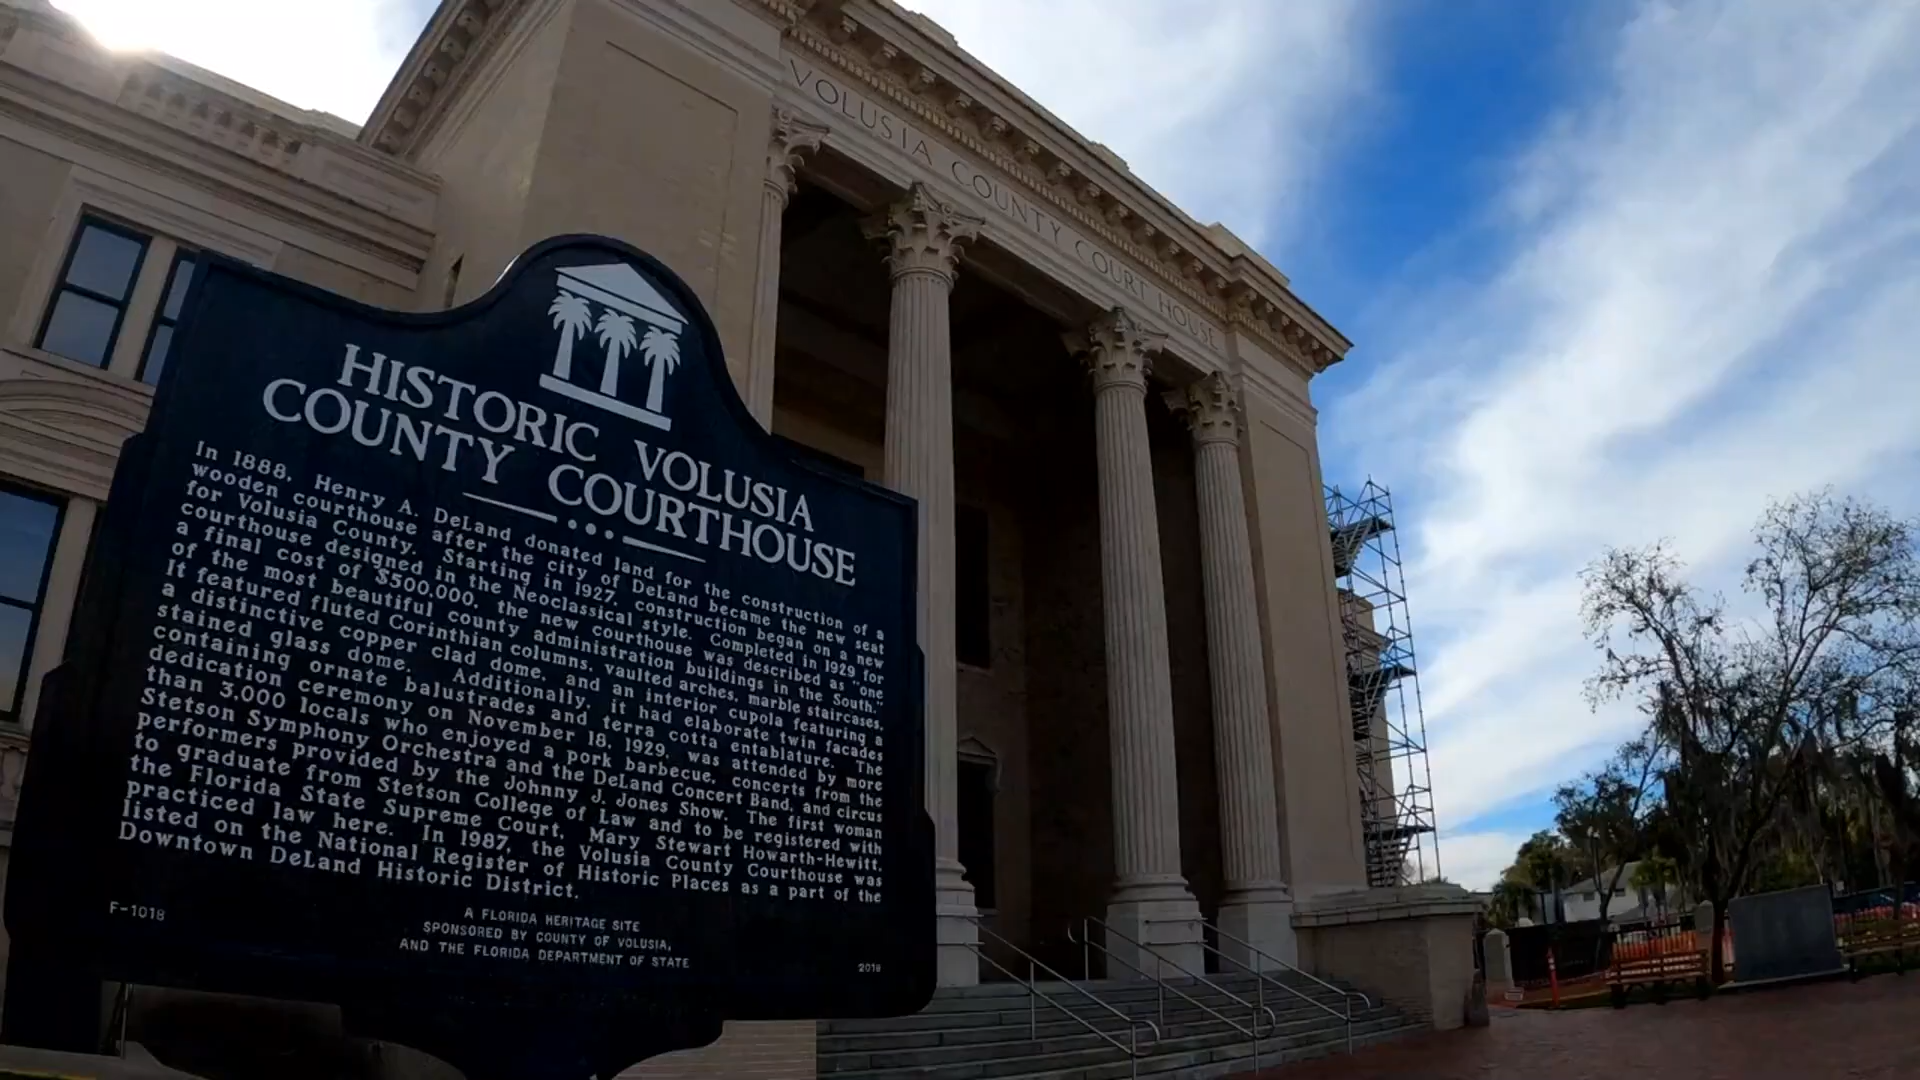 VOLUSIA COUNTY COURT HOUSE
HISTORIC VOLUSIA
COUNTY COURTHOUSE
In 1888, Henry A. DeLand donated land for the construction of a
wooden courthouse after the city of DeLand became the new seat
for Volusia County. Starting in 1927, construction began on a new
courthouse designed in the Neoclassical style. Completed in 1929 for
a final cost of $500,000, the new courthouse was described as "one
of the most beautiful county administration buildings in the South."
It featured fluted Corinthian columns, vaulted arches, marble staircases,
a distinctive copper clad dome, and an interior cupola featuring a
stained glass dome. Additionally, it had elaborate twin facades
containing ornate balustrades and terra cotta entablature. The
dedication ceremony on November 18, 1929, was attended by more
than 3,000 locals who enjoyed a pork barbecue, concerts from the
Stetson Symphony Orchestra and the DeLand Concert Band, and circus
performers provided by the Johnny J. Jones Show. The first woman
to graduate from Stetson College of Law and to be registered with
the Florida State Supreme Court, Mary Stewart Howarth-Hewitt,
practiced law here. In 1987, the Volusia County Courthouse was
listed on the National Register of Historic Places as a part of the
Downtown DeLand Historic District.
F-1018
A FLORIDA HERITAGE SITE
SPONSORED BY COUNTY OF VOLUSIA,
AND THE FLORIDA DEPARTMENT OF STATE
2018